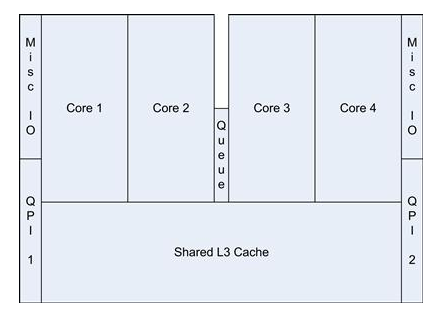 Misc IO
Core 1
Core 2
Queue
Core 3
Core 4
Misc IO
QPI 1
Shared L3 Cache
QPI 2